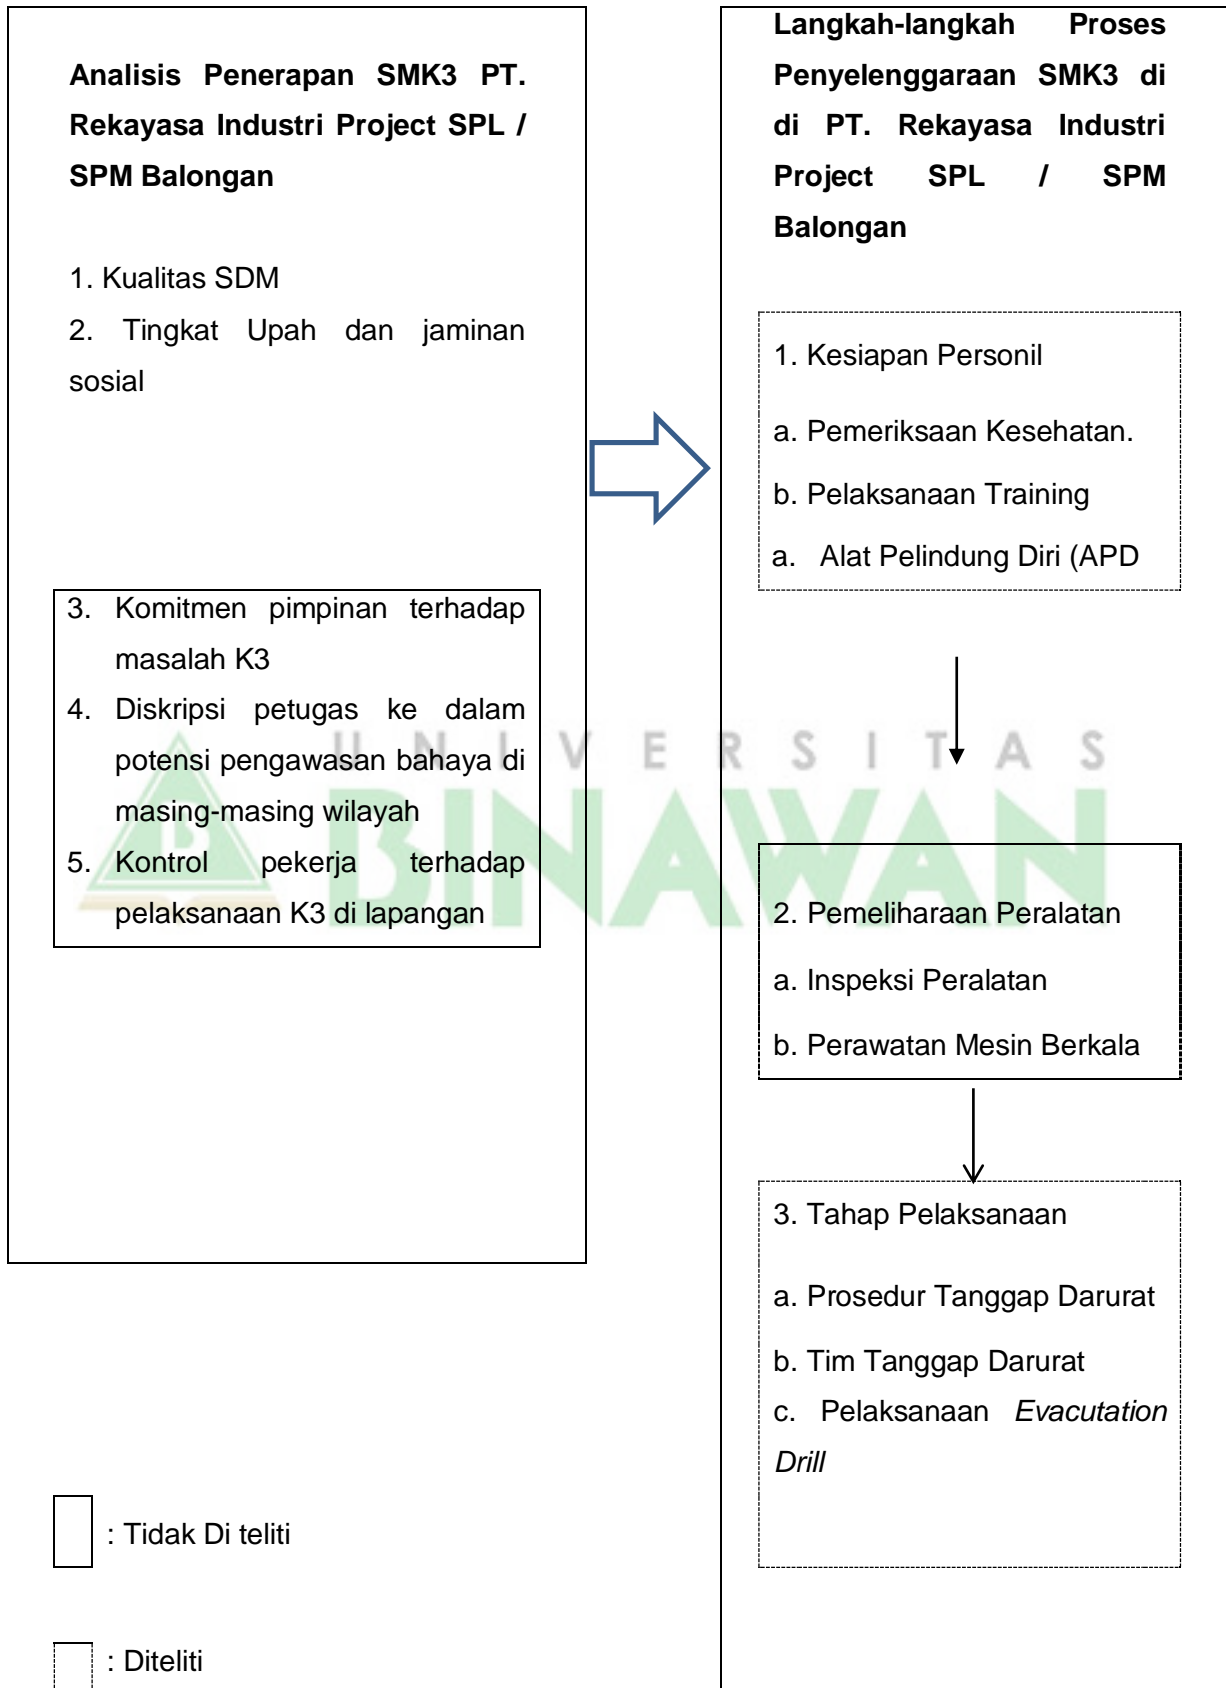 Analisis Penerapan SMK3 PT.
Rekayasa Industri Project SPL /
SPM Balongan
1. Kualitas SDM
2. Tingkat Upah dan jaminan
sosial
3. Komitmen pimpinan terhadap
masalah K3
4. Diskripsi petugas ke dalam
potensi pengawasan bahaya di
masing-masing wilayah
5. Kontrol pekerja terhadap
pelaksanaan K3 di lapangan
Langkah-langkah Proses
Penyelenggaraan SMK3 di
di PT. Rekayasa Industri
Project SPL / SPM
Balongan
1. Kesiapan Personil
a. Pemeriksaan Kesehatan.
b. Pelaksanaan Training
a. Alat Pelindung Diri (APD
2. Pemeliharaan Peralatan
a. Inspeksi Peralatan
b. Perawatan Mesin Berkala
3. Tahap Pelaksanaan
a. Prosedur Tanggap Darurat
b. Tim Tanggap Darurat
c. Pelaksanaan Evacutation
Drill
: Tidak Di teliti
: Diteliti
UNIVERSITAS
BINAWAN